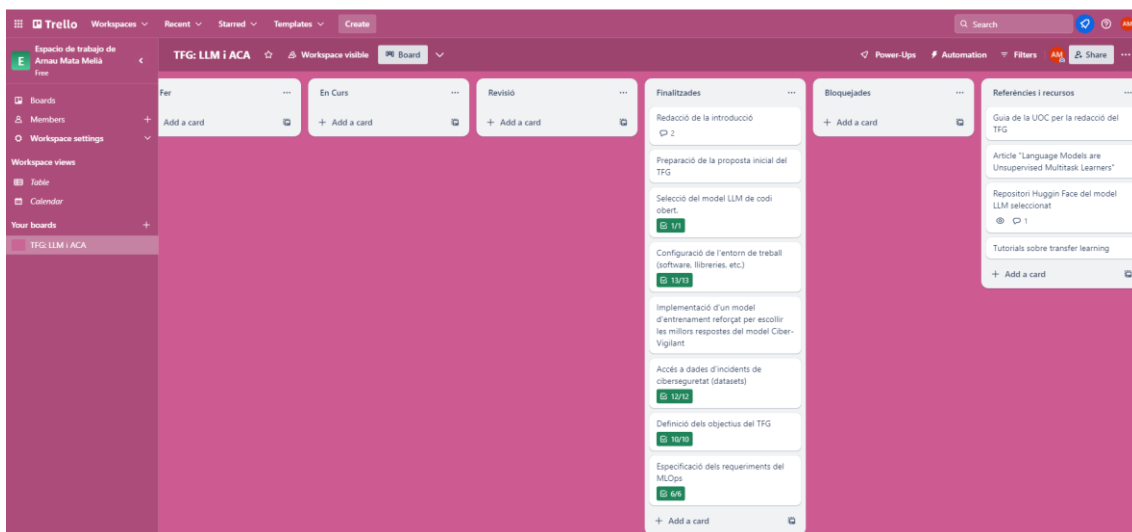 Trello
Workspaces
Recent
Starred
Templates
Create
Search
AM
E
Espacio de trabajo de
Arnau Mata Melià
Free
TFG: LLM i ACA
Workspace visible
Board
Power-Ups
Automation
Filters
AM
Share
Boards
Members
Workspace settings
Workspace views
Table
Calendar
Your boards
TFG: LLM i ACA
Fer
Add a card
En Curs
+ Add a card
Revisió
+ Add a card
Finalitzades
Redacció de la introducció
2
Preparació de la proposta inicial del
TFG
Selecció del model LLM de codi
obert.
1/1
Configuració de l'entorn de treball
(software, llibreries, etc.)
13/13
Implementació d'un model
d'entrenament reforçat per escollir
les millors respostes del model Ciber-
Vigilant
Accés a dades d'incidents de
ciberseguretat (datasets)
12/12
Definició dels objectius del TFG
10/10
Especificació dels requeriments del
MLOps
6/6
+ Add a card
Bloquejades
+ Add a card
Referències i recursos
Guia de la UOC per la redacció del
TFG
Article "Language Models are
Unsupervised Multitask Learners"
Repositori Huggin Face del model
LLM seleccionat
1
Tutorials sobre transfer learning
+ Add a card